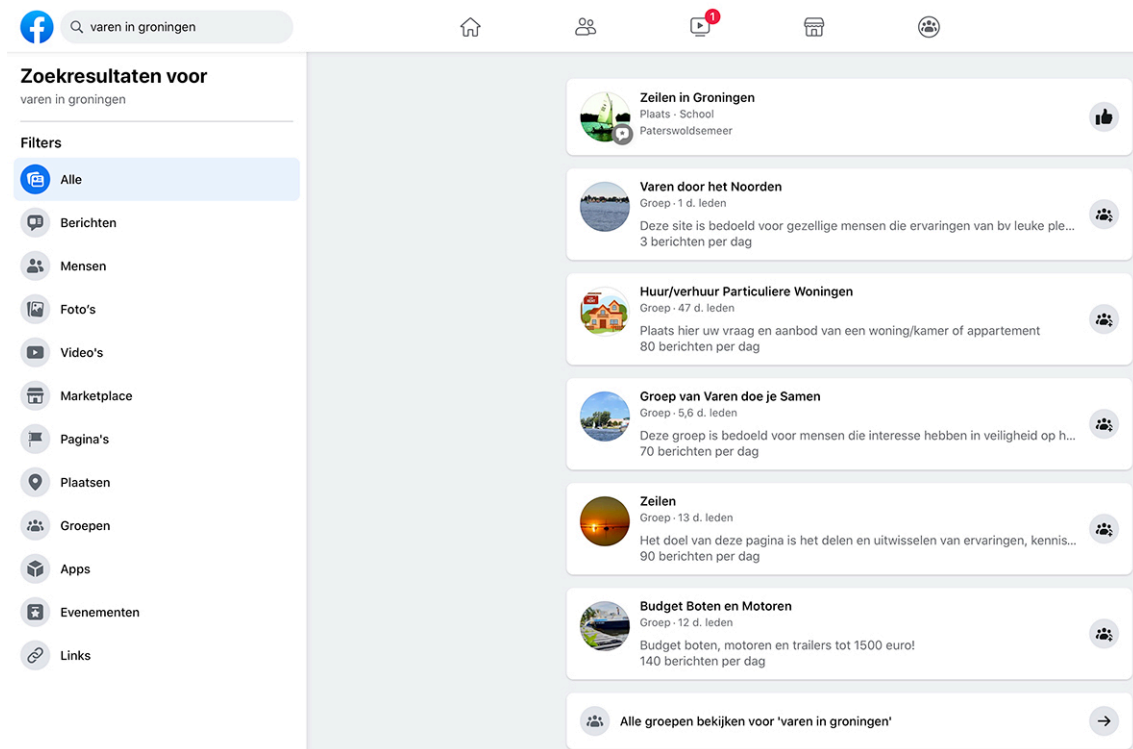 varen in groningen
1
Zoekresultaten voor
varen in groningen
Filters
Alle
Berichten
Mensen
Foto's
Video's
Marketplace
Pagina's
Plaatsen
Groepen
Apps
Evenementen
Links
Zeilen in Groningen
Plaats · School
Paterswoldsemeer
Varen door het Noorden
Groep · 1 d. leden
Deze site is bedoeld voor gezellige mensen die ervaringen van bv leuke ple...
3 berichten per dag
Huur/verhuur Particuliere Woningen
Groep · 47 d. leden
Plaats hier uw vraag en aanbod van een woning/kamer of appartement
80 berichten per dag
Groep van Varen doe je Samen
Groep · 5,6 d. leden
Deze groep is bedoeld voor mensen die interesse hebben in veiligheid op h...
70 berichten per dag
Zeilen
Groep · 13 d. leden
Het doel van deze pagina is het delen en uitwisselen van ervaringen, kennis...
90 berichten per dag
Budget Boten en Motoren
Groep · 12 d. leden
Budget boten, motoren en trailers tot 1500 euro!
140 berichten per dag
Alle groepen bekijken voor 'varen in groningen'